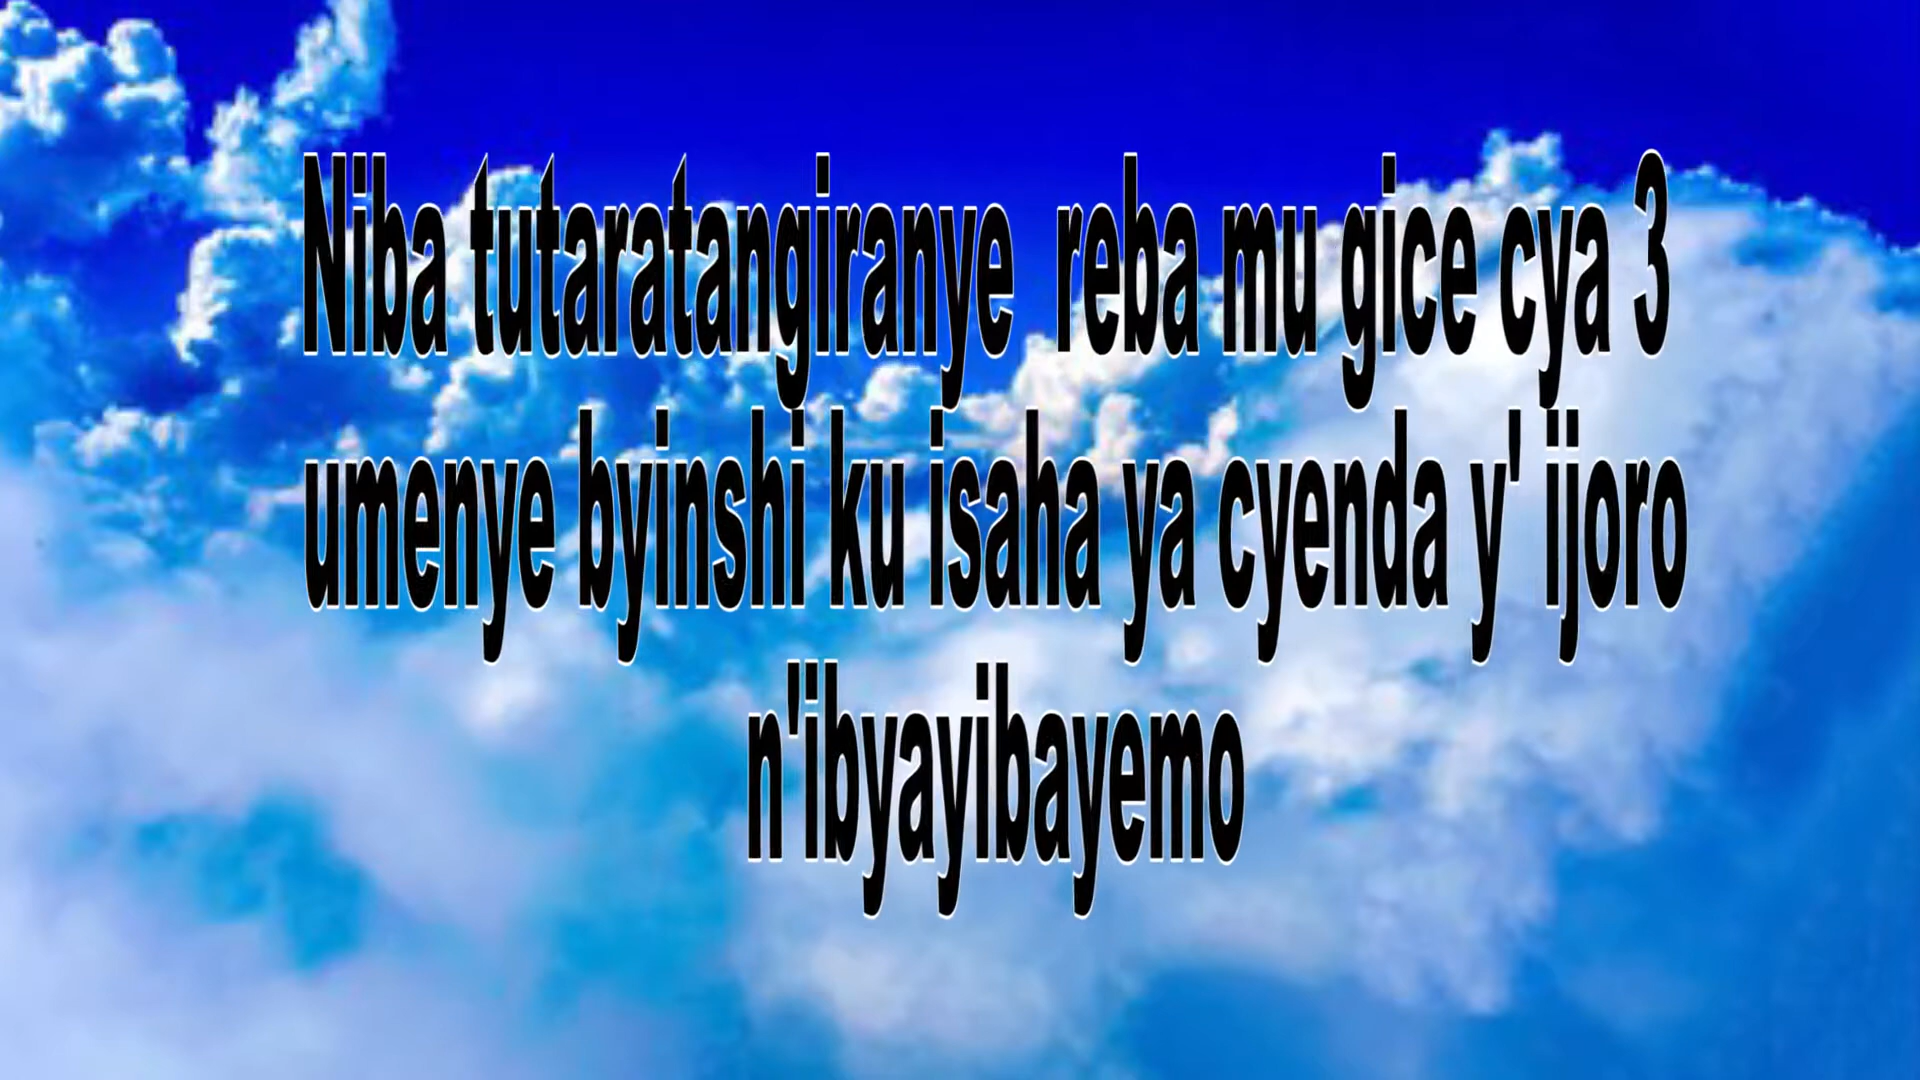 Niba tutaratangiranye  reba mu gice cya 3
umenye byinshi ku isaha ya cyenda y' ijoro
n'ibyayibayemo